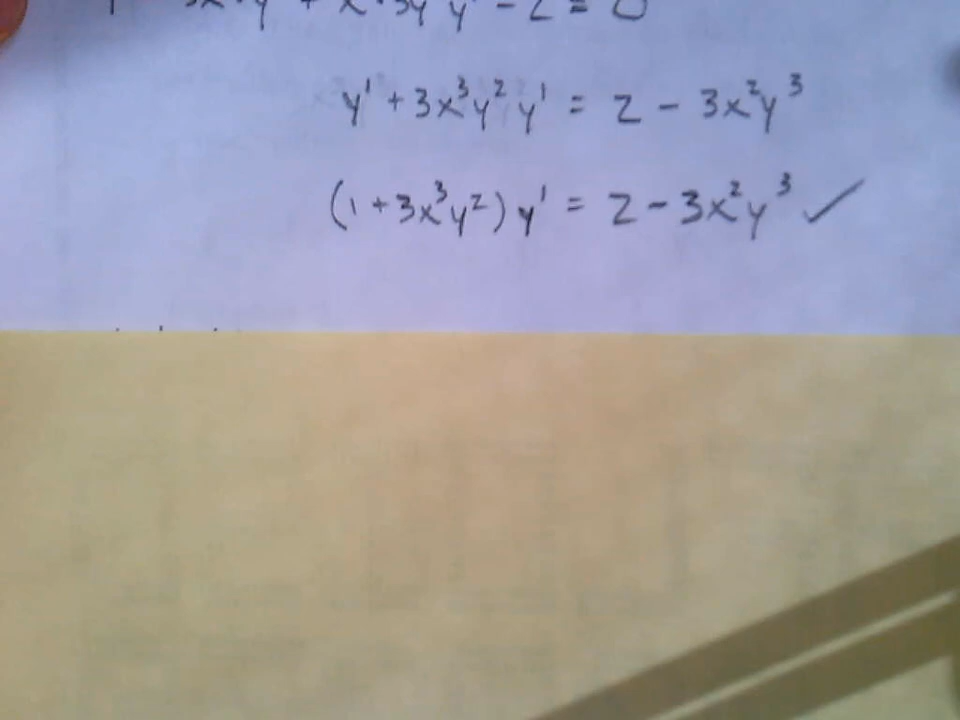 y' + 3x³y²y' = 2 - 3x²y³
(1 + 3x³y²) y' = 2 - 3x²y³ ✓